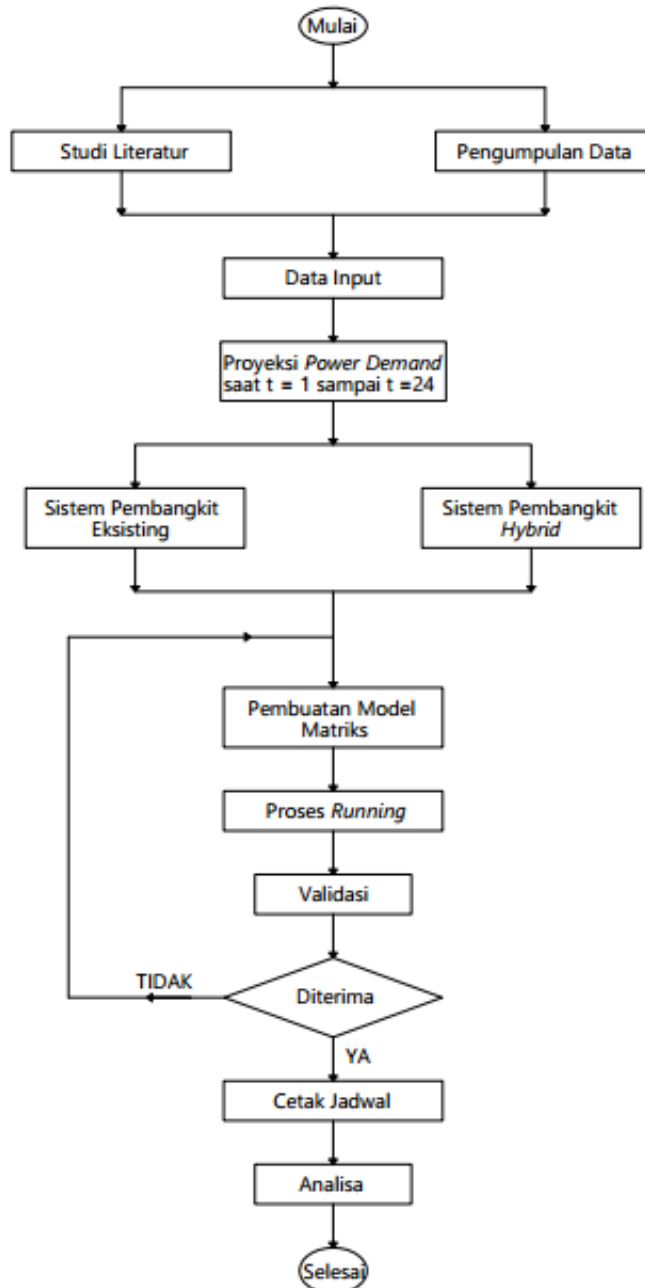 Mulai
Studi Literatur
Pengumpulan Data
Data Input
Proyeksi Power Demand
saat t = 1 sampai t =24
Sistem Pembangkit
Eksisting
Sistem Pembangkit
Hybrid
Pembuatan Model
Matriks
Proses Running
Validasi
TIDAK
Diterima
YA
Cetak Jadwal
Analisa
Selesai